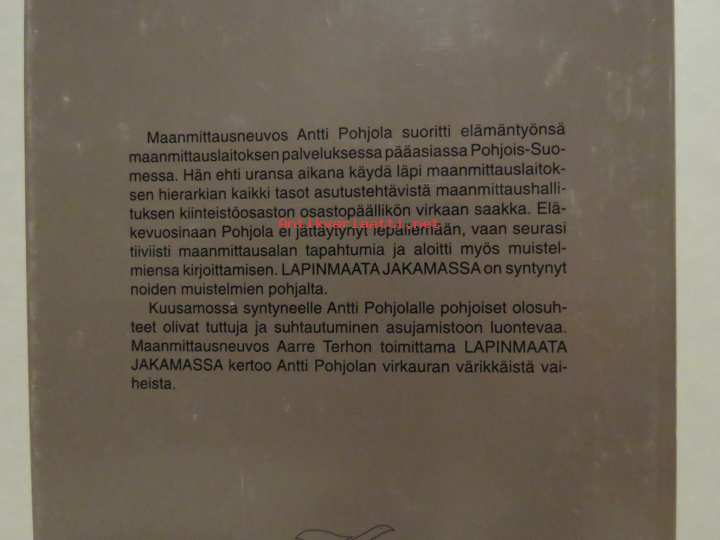 Maanmittausneuvos Antti Pohjola suoritti elämäntyönsä
maanmittauslaitoksen palveluksessa pääasiassa Pohjois-Suo-
messa. Hän ehti uransa aikana käydä läpi maanmittauslaitok-
sen hierarkian kaikki tasot asutustehtävistä maanmittaushalli-
tuksen kiinteistöosaston osastopäällikön virkaan saakka. Elä-
Antikvariaatti.net
kevuosinaan Pohjola ei jättäytynyt lepäilemään, vaan seurasi
tiiviisti maanmittausalan tapahtumia ja aloitti myös muistel-
miensa kirjoittamisen. LAPINMAATA JAKAMASSA on syntynyt
noiden muistelmien pohjalta.
Kuusamossa syntyneelle Antti Pohjolalle pohjoiset olosuh-
teet olivat tuttuja ja suhtautuminen asujamistoon luontevaa.
Maanmittausneuvos Aarre Terhon toimittama LAPINMAATA
JAKAMASSA kertoo Antti Pohjolan virkauran värikkäistä vai-
heista.